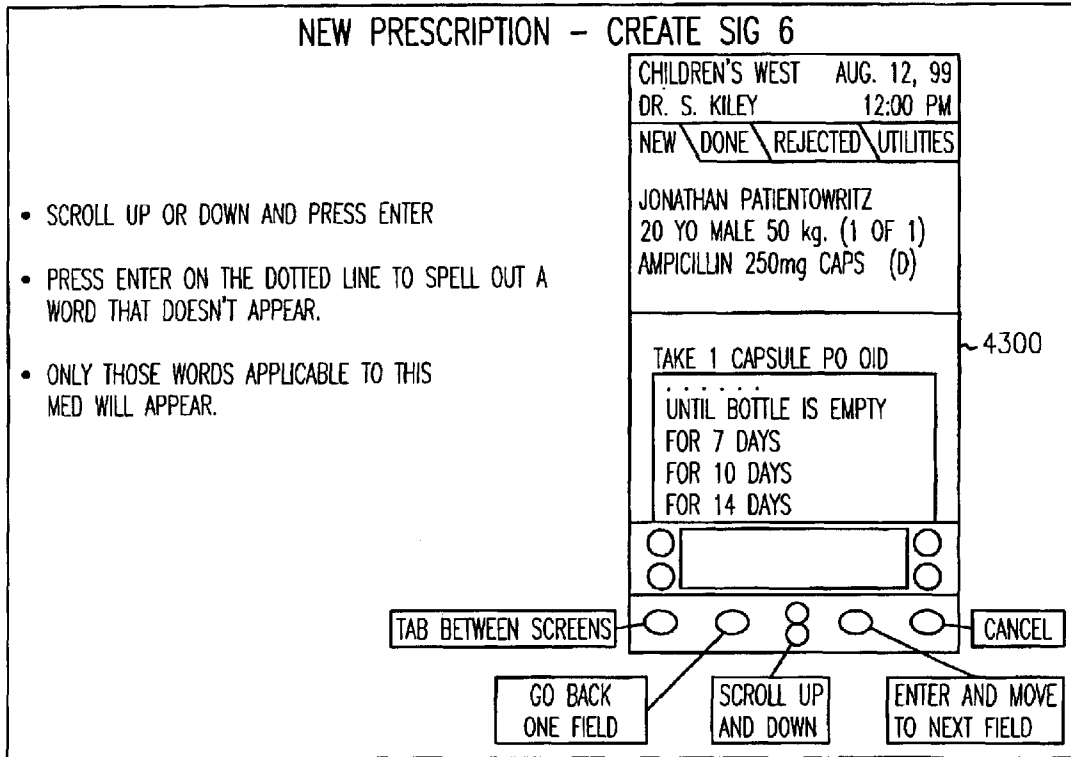 NEW PRESCRIPTION – CREATE SIG 6
• SCROLL UP OR DOWN AND PRESS ENTER
• PRESS ENTER ON THE DOTTED LINE TO SPELL OUT A
WORD THAT DOESN'T APPEAR.
• ONLY THOSE WORDS APPLICABLE TO THIS
MED WILL APPEAR.
CHILDREN'S WEST AUG. 12, 99
DR. S. KILEY 12:00 PM
NEW DONE REJECTED UTILITIES
JONATHAN PATIENTOWRITZ
20 YO MALE 50 kg. (1 OF 1)
AMPICILLIN 250mg CAPS (D)
4300
TAKE 1 CAPSULE PO OID
. . . . . .
UNTIL BOTTLE IS EMPTY
FOR 7 DAYS
FOR 10 DAYS
FOR 14 DAYS
TAB BETWEEN SCREENS
CANCEL
GO BACK
ONE FIELD
SCROLL UP
AND DOWN
ENTER AND MOVE
TO NEXT FIELD